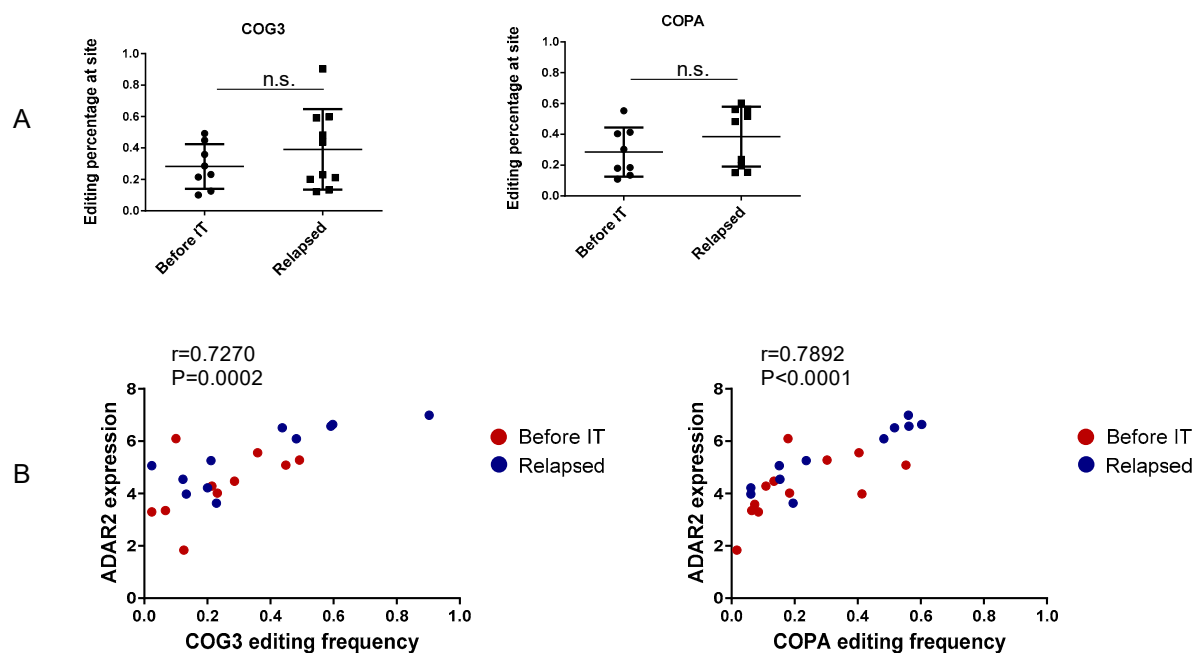 A
COG3
Editing percentage at site
1.0
0.8
0.6
0.4
0.2
0.0
n.s.
Before IT
Relapsed
COPA
Editing percentage at site
1.0
0.8
0.6
0.4
0.2
0.0
n.s.
Before IT
Relapsed
B
r=0.7270
P=0.0002
ADAR2 expression
8
6
4
2
0
0.0 0.2 0.4 0.6 0.8 1.0
COG3 editing frequency
Before IT
Relapsed
r=0.7892
P<0.0001
ADAR2 expression
8
6
4
2
0
0.0 0.2 0.4 0.6 0.8 1.0
COPA editing frequency
Before IT
Relapsed